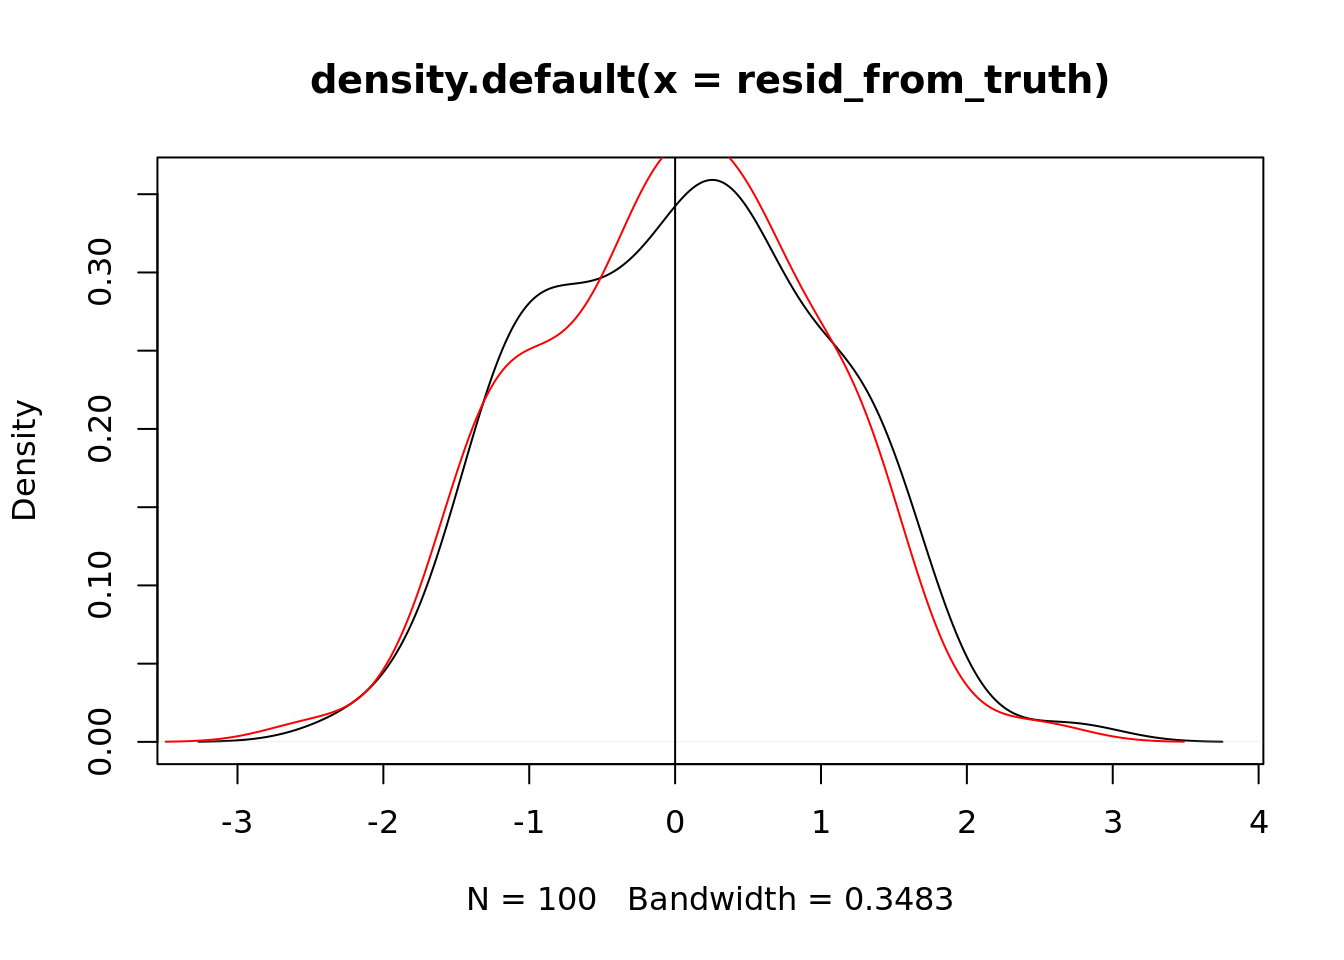 density.default(x = resid_from_truth)
Density
0.30
0.20
0.10
0.00
-3 -2 -1 0 1 2 3 4
N = 100 Bandwidth = 0.3483